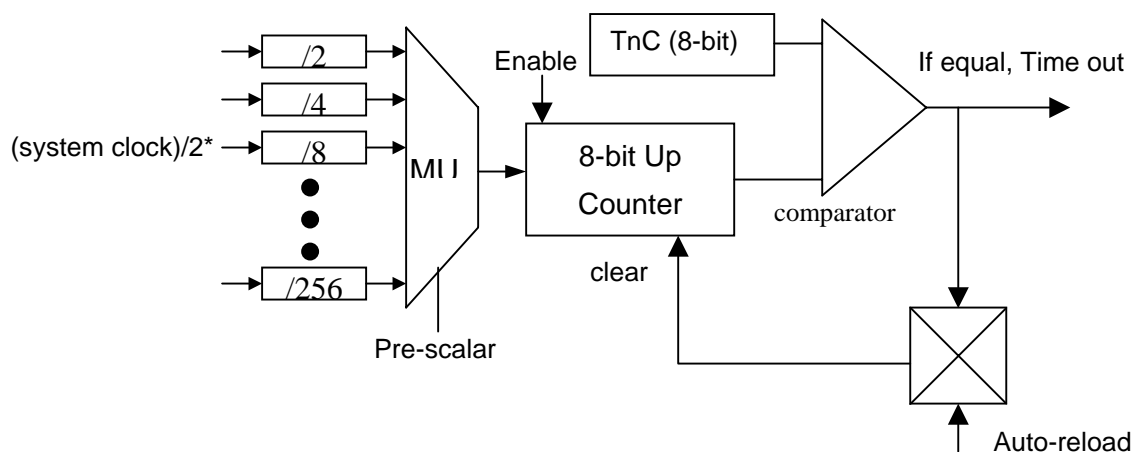 /2
/4
(system clock)/2*
/8
/256
MU
Pre-scalar
Enable
TnC (8-bit)
8-bit Up
Counter
clear
comparator
If equal, Time out
Auto-reload